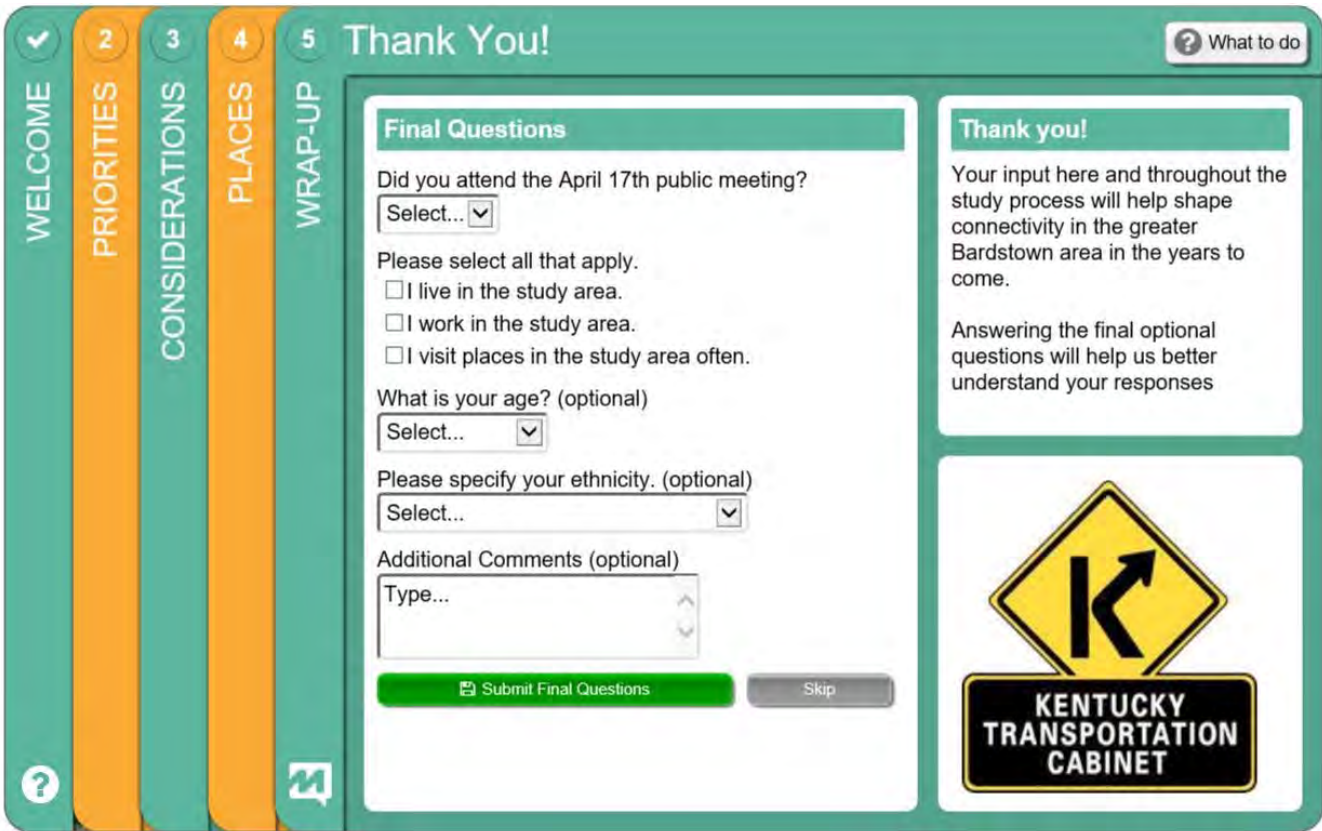 WELCOME
2
PRIORITIES
3
CONSIDERATIONS
4
PLACES
5
WRAP-UP
Thank You!
? What to do
Final Questions
Did you attend the April 17th public meeting?
Select...
Please select all that apply.
I live in the study area.
I work in the study area.
I visit places in the study area often.
What is your age? (optional)
Select...
Please specify your ethnicity. (optional)
Select...
Additional Comments (optional)
Type...
Submit Final Questions
Skip
Thank you!
Your input here and throughout the
study process will help shape
connectivity in the greater
Bardstown area in the years to
come.
Answering the final optional
questions will help us better
understand your responses
K
KENTUCKY
TRANSPORTATION
CABINET
?